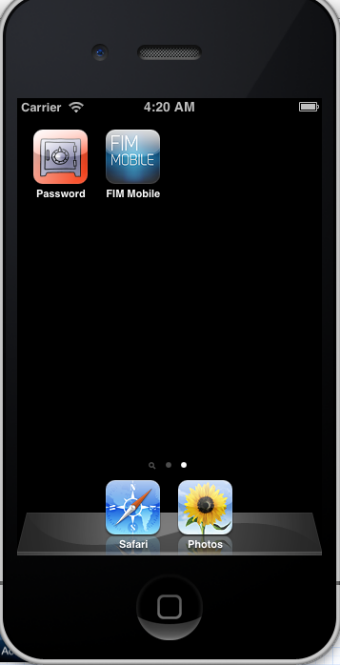 Carrier 4:20 AM
FIM
MOBILE
Password FIM Mobile
Safari Photos